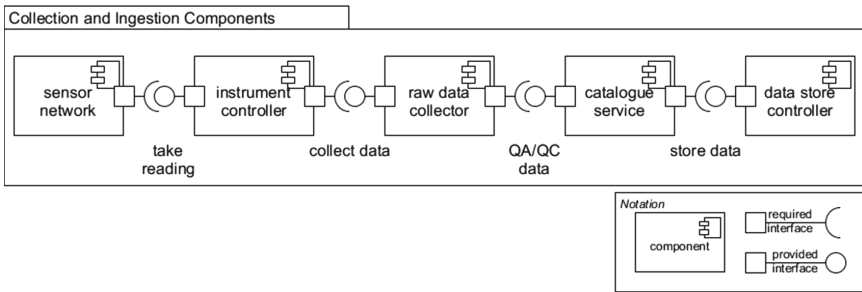 Collection and Ingestion Components
sensor
network
instrument
controller
raw data
collector
catalogue
service
data store
controller
take
reading
collect data
QA/QC
data
store data
Notation
component
required
interface
provided
interface